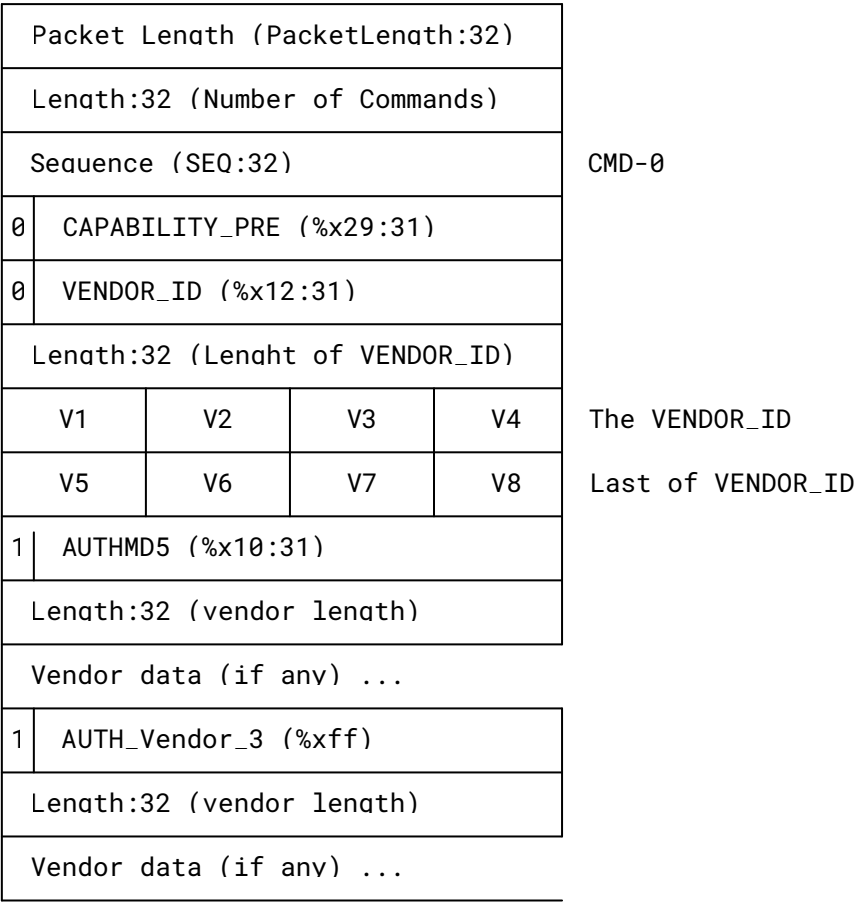 Packet Length (PacketLength:32)
Length:32 (Number of Commands)
Sequence (SEQ:32) CMD-0
0 CAPABILITY_PRE (%x29:31)
0 VENDOR_ID (%x12:31)
Length:32 (Lenght of VENDOR_ID)
V1 V2 V3 V4 The VENDOR_ID
V5 V6 V7 V8 Last of VENDOR_ID
1 AUTHMD5 (%x10:31)
Length:32 (vendor length)
Vendor data (if any) ...
1 AUTH_Vendor_3 (%xff)
Length:32 (vendor length)
Vendor data (if any) ...